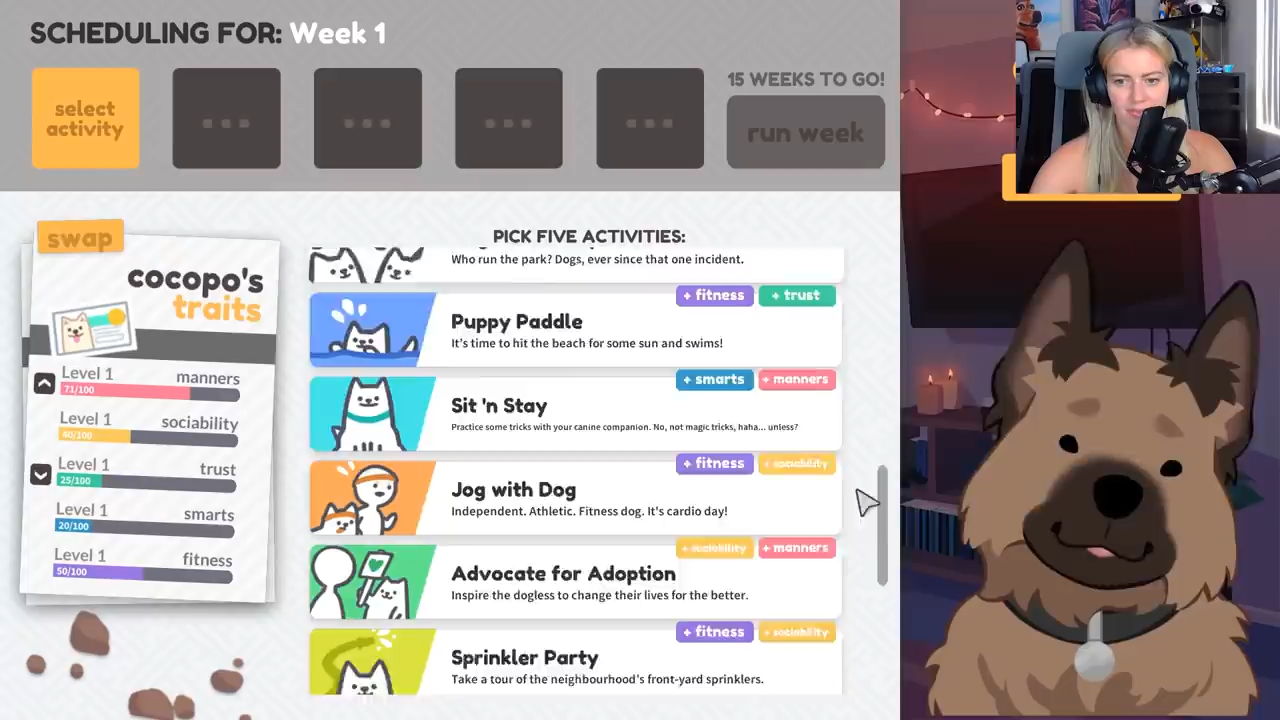 SCHEDULING FOR: Week 1
select
activity
15 WEEKS TO GO!
run week
swap
cocopo's
traits
Level 1 manners
71/100
Level 1 sociability
40/100
Level 1 trust
25/100
Level 1 smarts
20/100
Level 1 fitness
50/100
PICK FIVE ACTIVITIES:
Who run the park? Dogs, ever since that one incident.
+ fitness + trust
Puppy Paddle
It's time to hit the beach for some sun and swims!
+ smarts + manners
Sit 'n Stay
Practice some tricks with your canine companion. No, not magic tricks, haha... unless?
+ fitness + sociability
Jog with Dog
Independent. Athletic. Fitness dog. It's cardio day!
+ sociability + manners
Advocate for Adoption
Inspire the dogless to change their lives for the better.
+ fitness + sociability
Sprinkler Party
Take a tour of the neighbourhood's front-yard sprinklers.